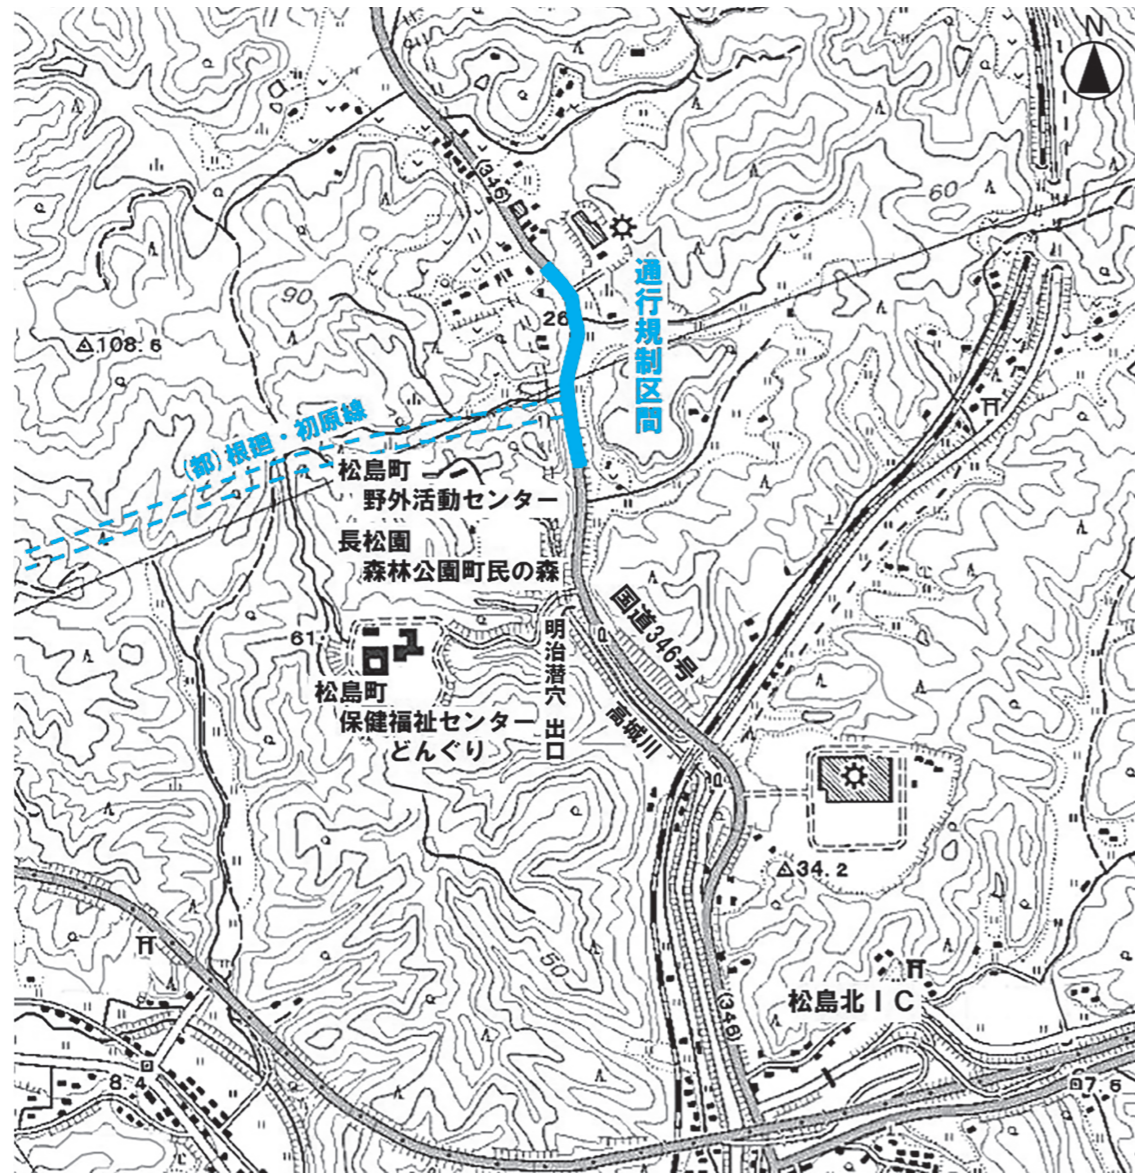 N
(346)
60
通行規制区間
90
26
108.6
(都)根廻・初原線
松島町
野外活動センター
長松園
森林公園町民の森
国道346号
61
明治潜穴 出口
松島町
保健福祉センター
どんぐり
高城川
34.2
50
松島北IC
(346)
8.4
7.6